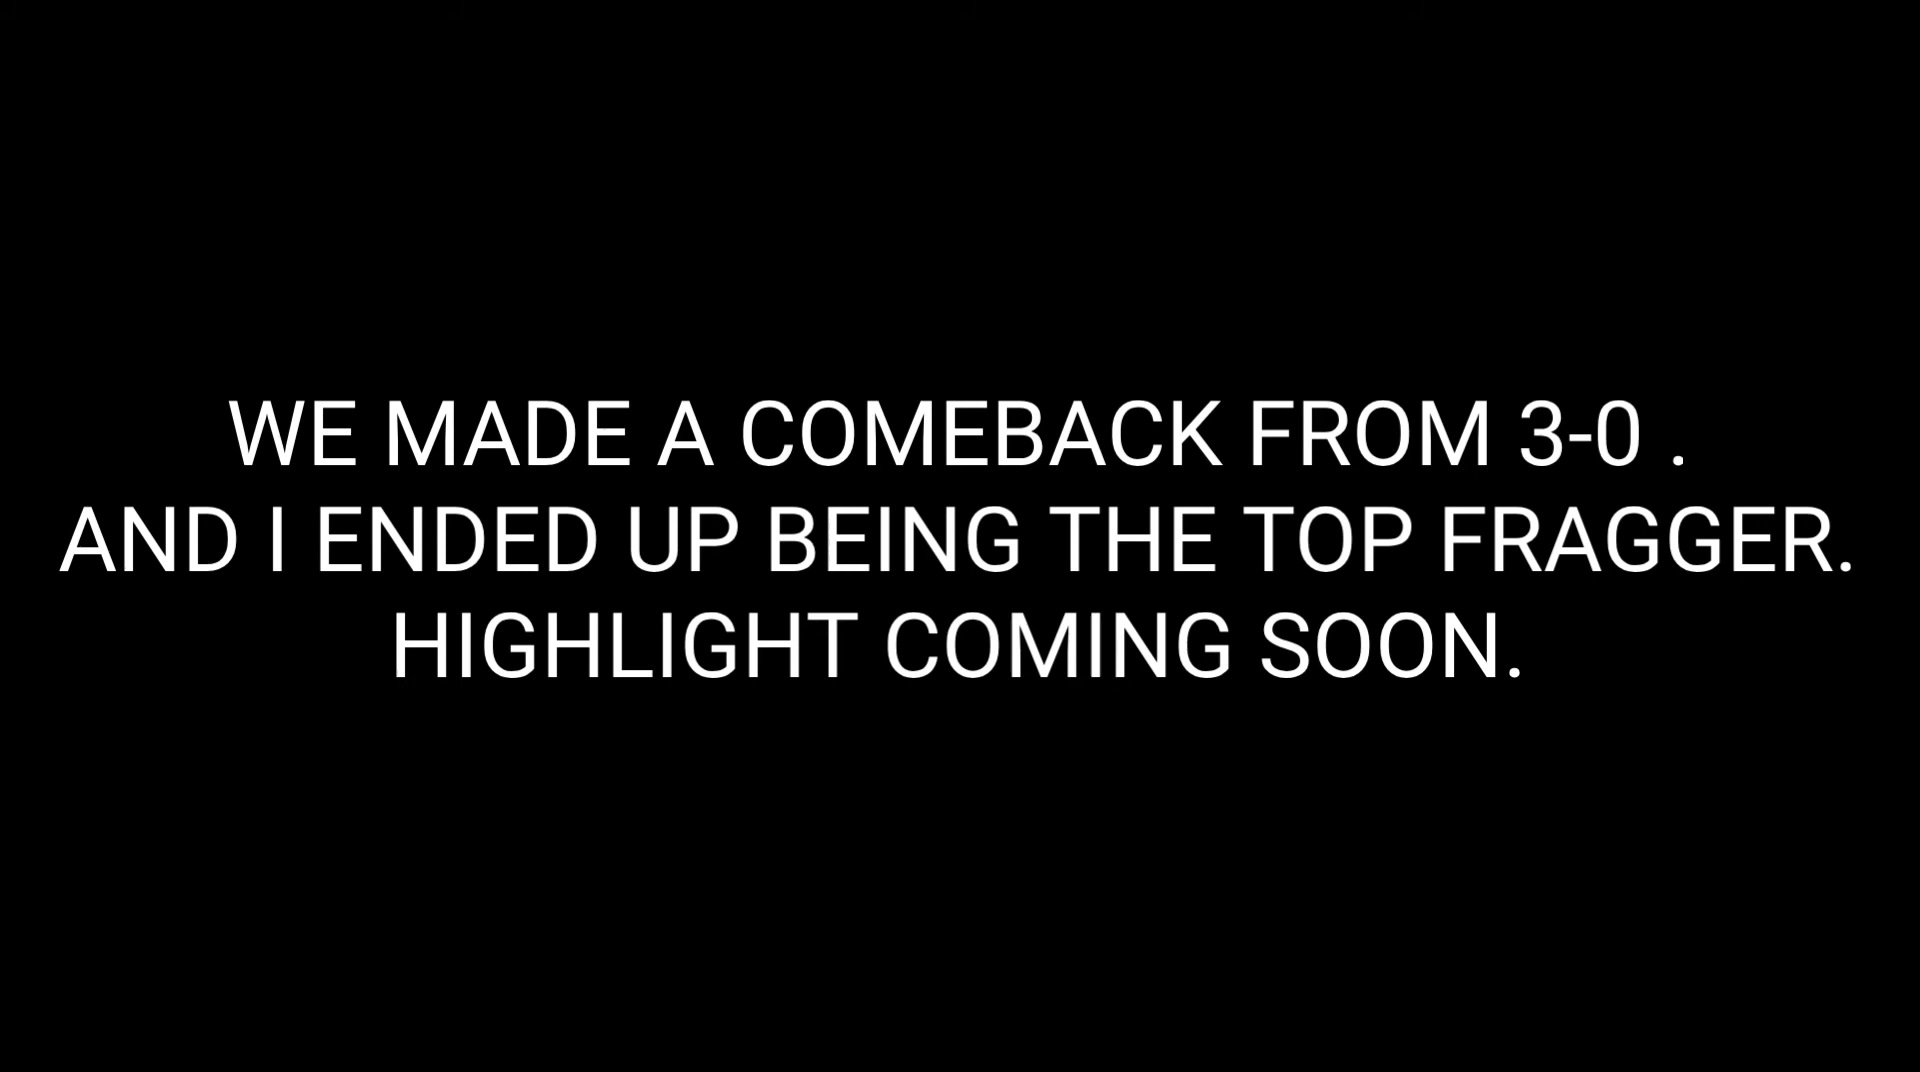 WE MADE A COMEBACK FROM 3-0 .
AND I ENDED UP BEING THE TOP FRAGGER.
HIGHLIGHT COMING SOON.